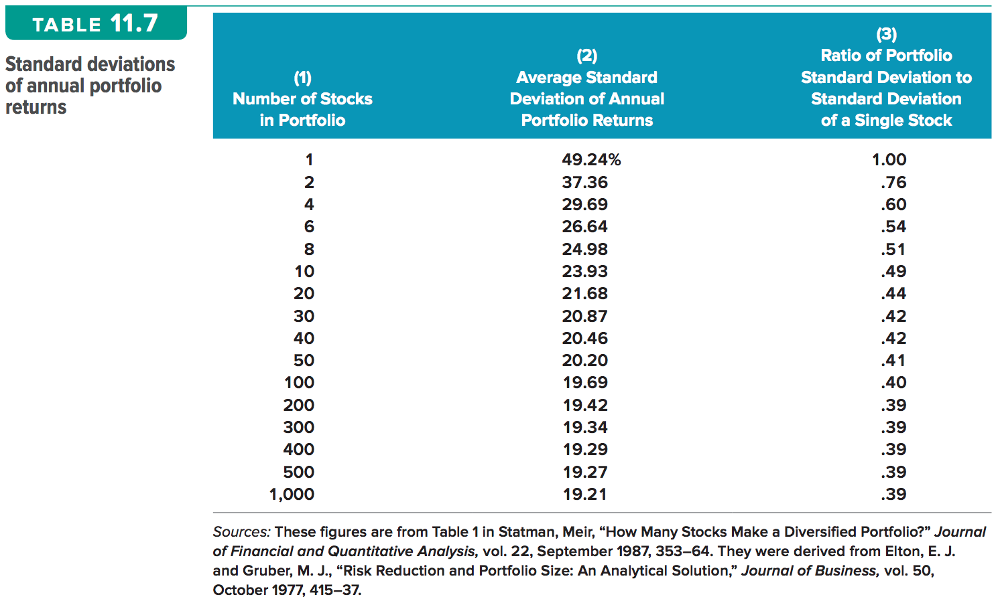 TABLE 11.7
Standard deviations
of annual portfolio
returns
(1)
Number of Stocks
in Portfolio
(2)
Average Standard
Deviation of Annual
Portfolio Returns
(3)
Ratio of Portfolio
Standard Deviation to
Standard Deviation
of a Single Stock
1 49.24% 1.00
2 37.36 .76
4 29.69 .60
6 26.64 .54
8 24.98 .51
10 23.93 .49
20 21.68 .44
30 20.87 .42
40 20.46 .42
50 20.20 .41
100 19.69 .40
200 19.42 .39
300 19.34 .39
400 19.29 .39
500 19.27 .39
1,000 19.21 .39
Sources: These figures are from Table 1 in Statman, Meir, “How Many Stocks Make a Diversified Portfolio?” Journal
of Financial and Quantitative Analysis, vol. 22, September 1987, 353–64. They were derived from Elton, E. J.
and Gruber, M. J., “Risk Reduction and Portfolio Size: An Analytical Solution,” Journal of Business, vol. 50,
October 1977, 415–37.